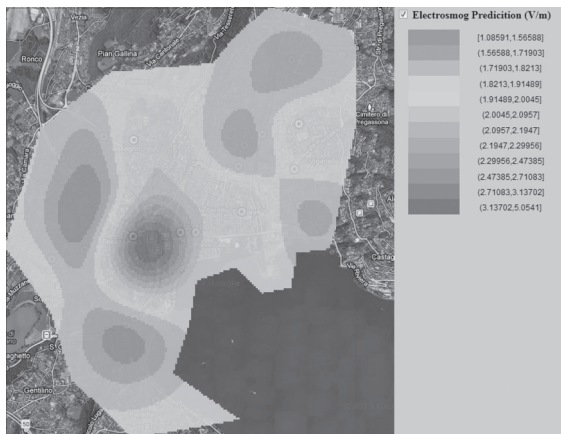 Electrosmog Predicition (V/m)
[1.08591,1.56588]
(1.56588,1.71903]
(1.71903,1.8213]
(1.8213,1.91489]
(1.91489,2.0045]
(2.0045,2.0957]
(2.0957,2.1947]
(2.1947,2.29956]
(2.29956,2.47385]
(2.47385,2.71083]
(2.71083,3.13702]
(3.13702,5.0541]
Vezia
Ronco
Pian Gallina
Cimitero di
Pregassona
Castag
Gentilino